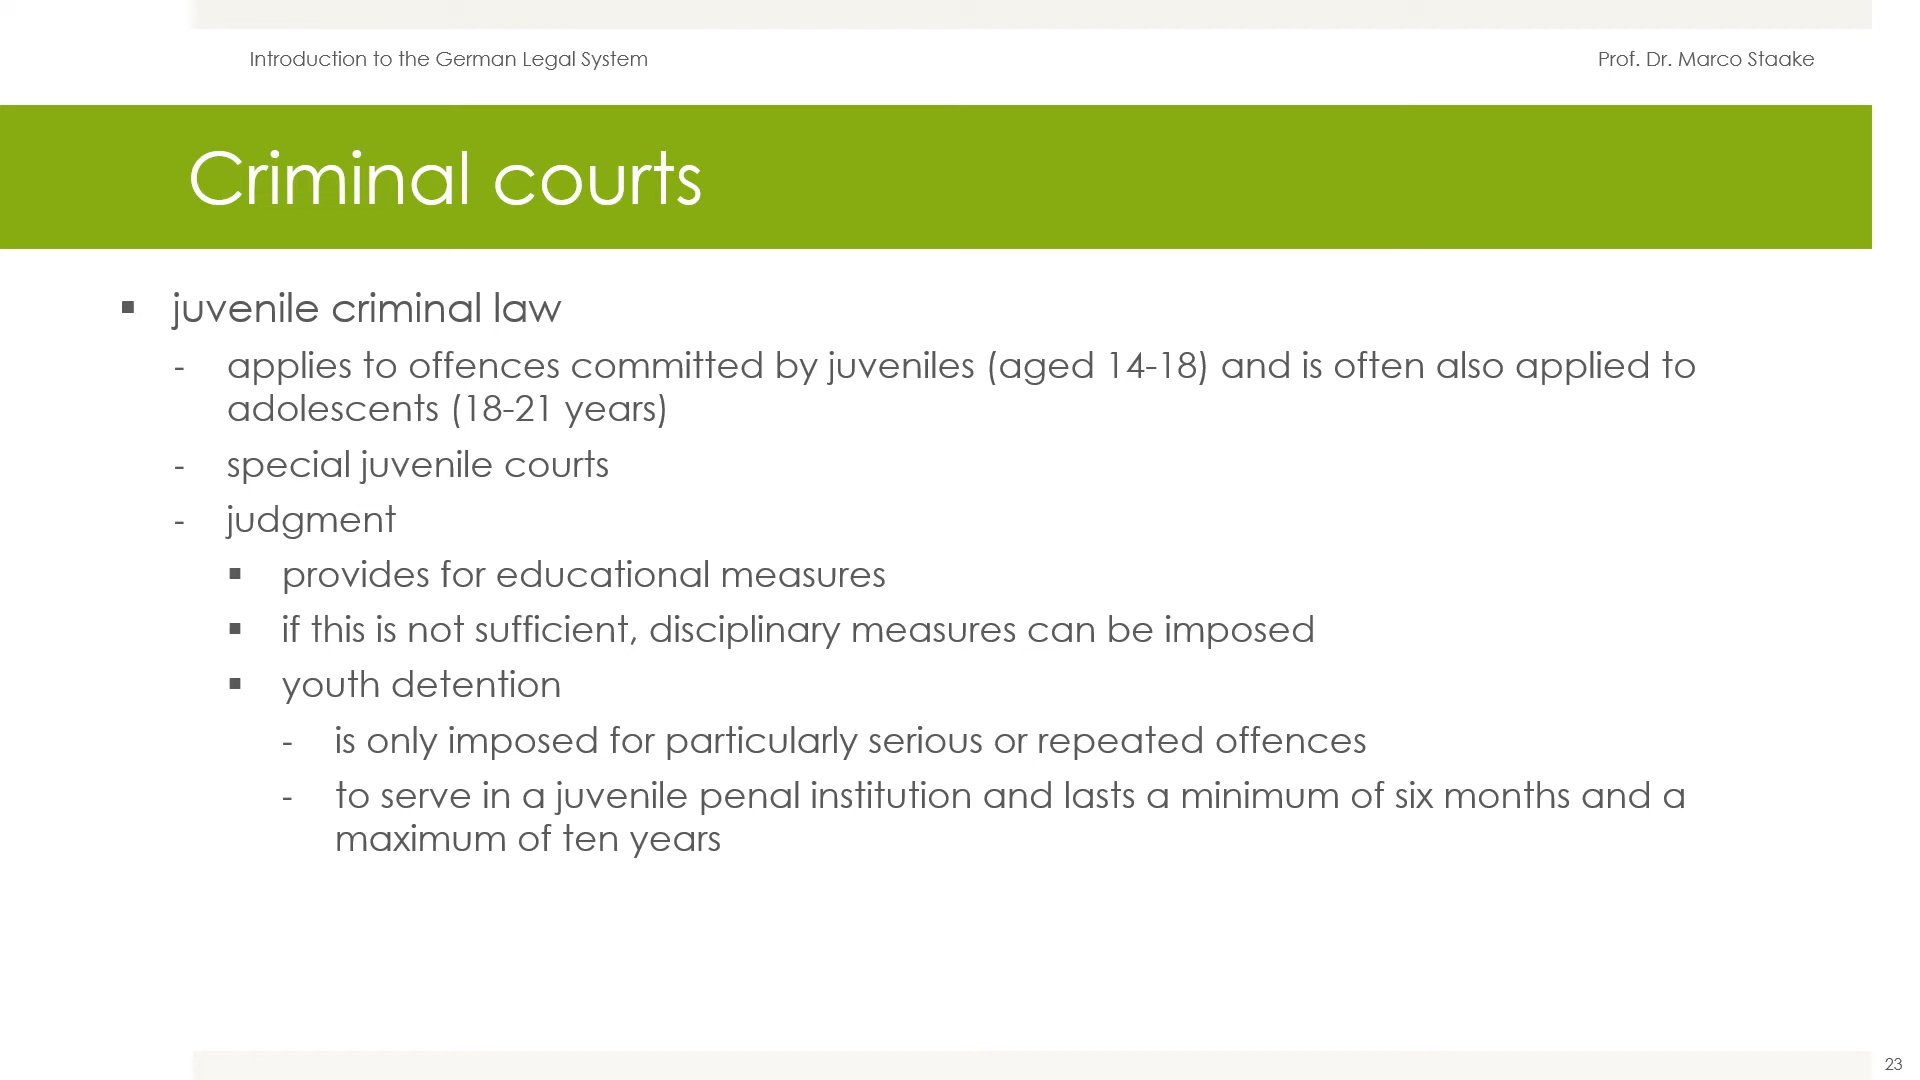 Introduction to the German Legal System
Prof. Dr. Marco Staake
Criminal courts
▪ juvenile criminal law
- applies to offences committed by juveniles (aged 14-18) and is often also applied to
adolescents (18-21 years)
- special juvenile courts
- judgment
▪ provides for educational measures
▪ if this is not sufficient, disciplinary measures can be imposed
▪ youth detention
- is only imposed for particularly serious or repeated offences
- to serve in a juvenile penal institution and lasts a minimum of six months and a
maximum of ten years
23